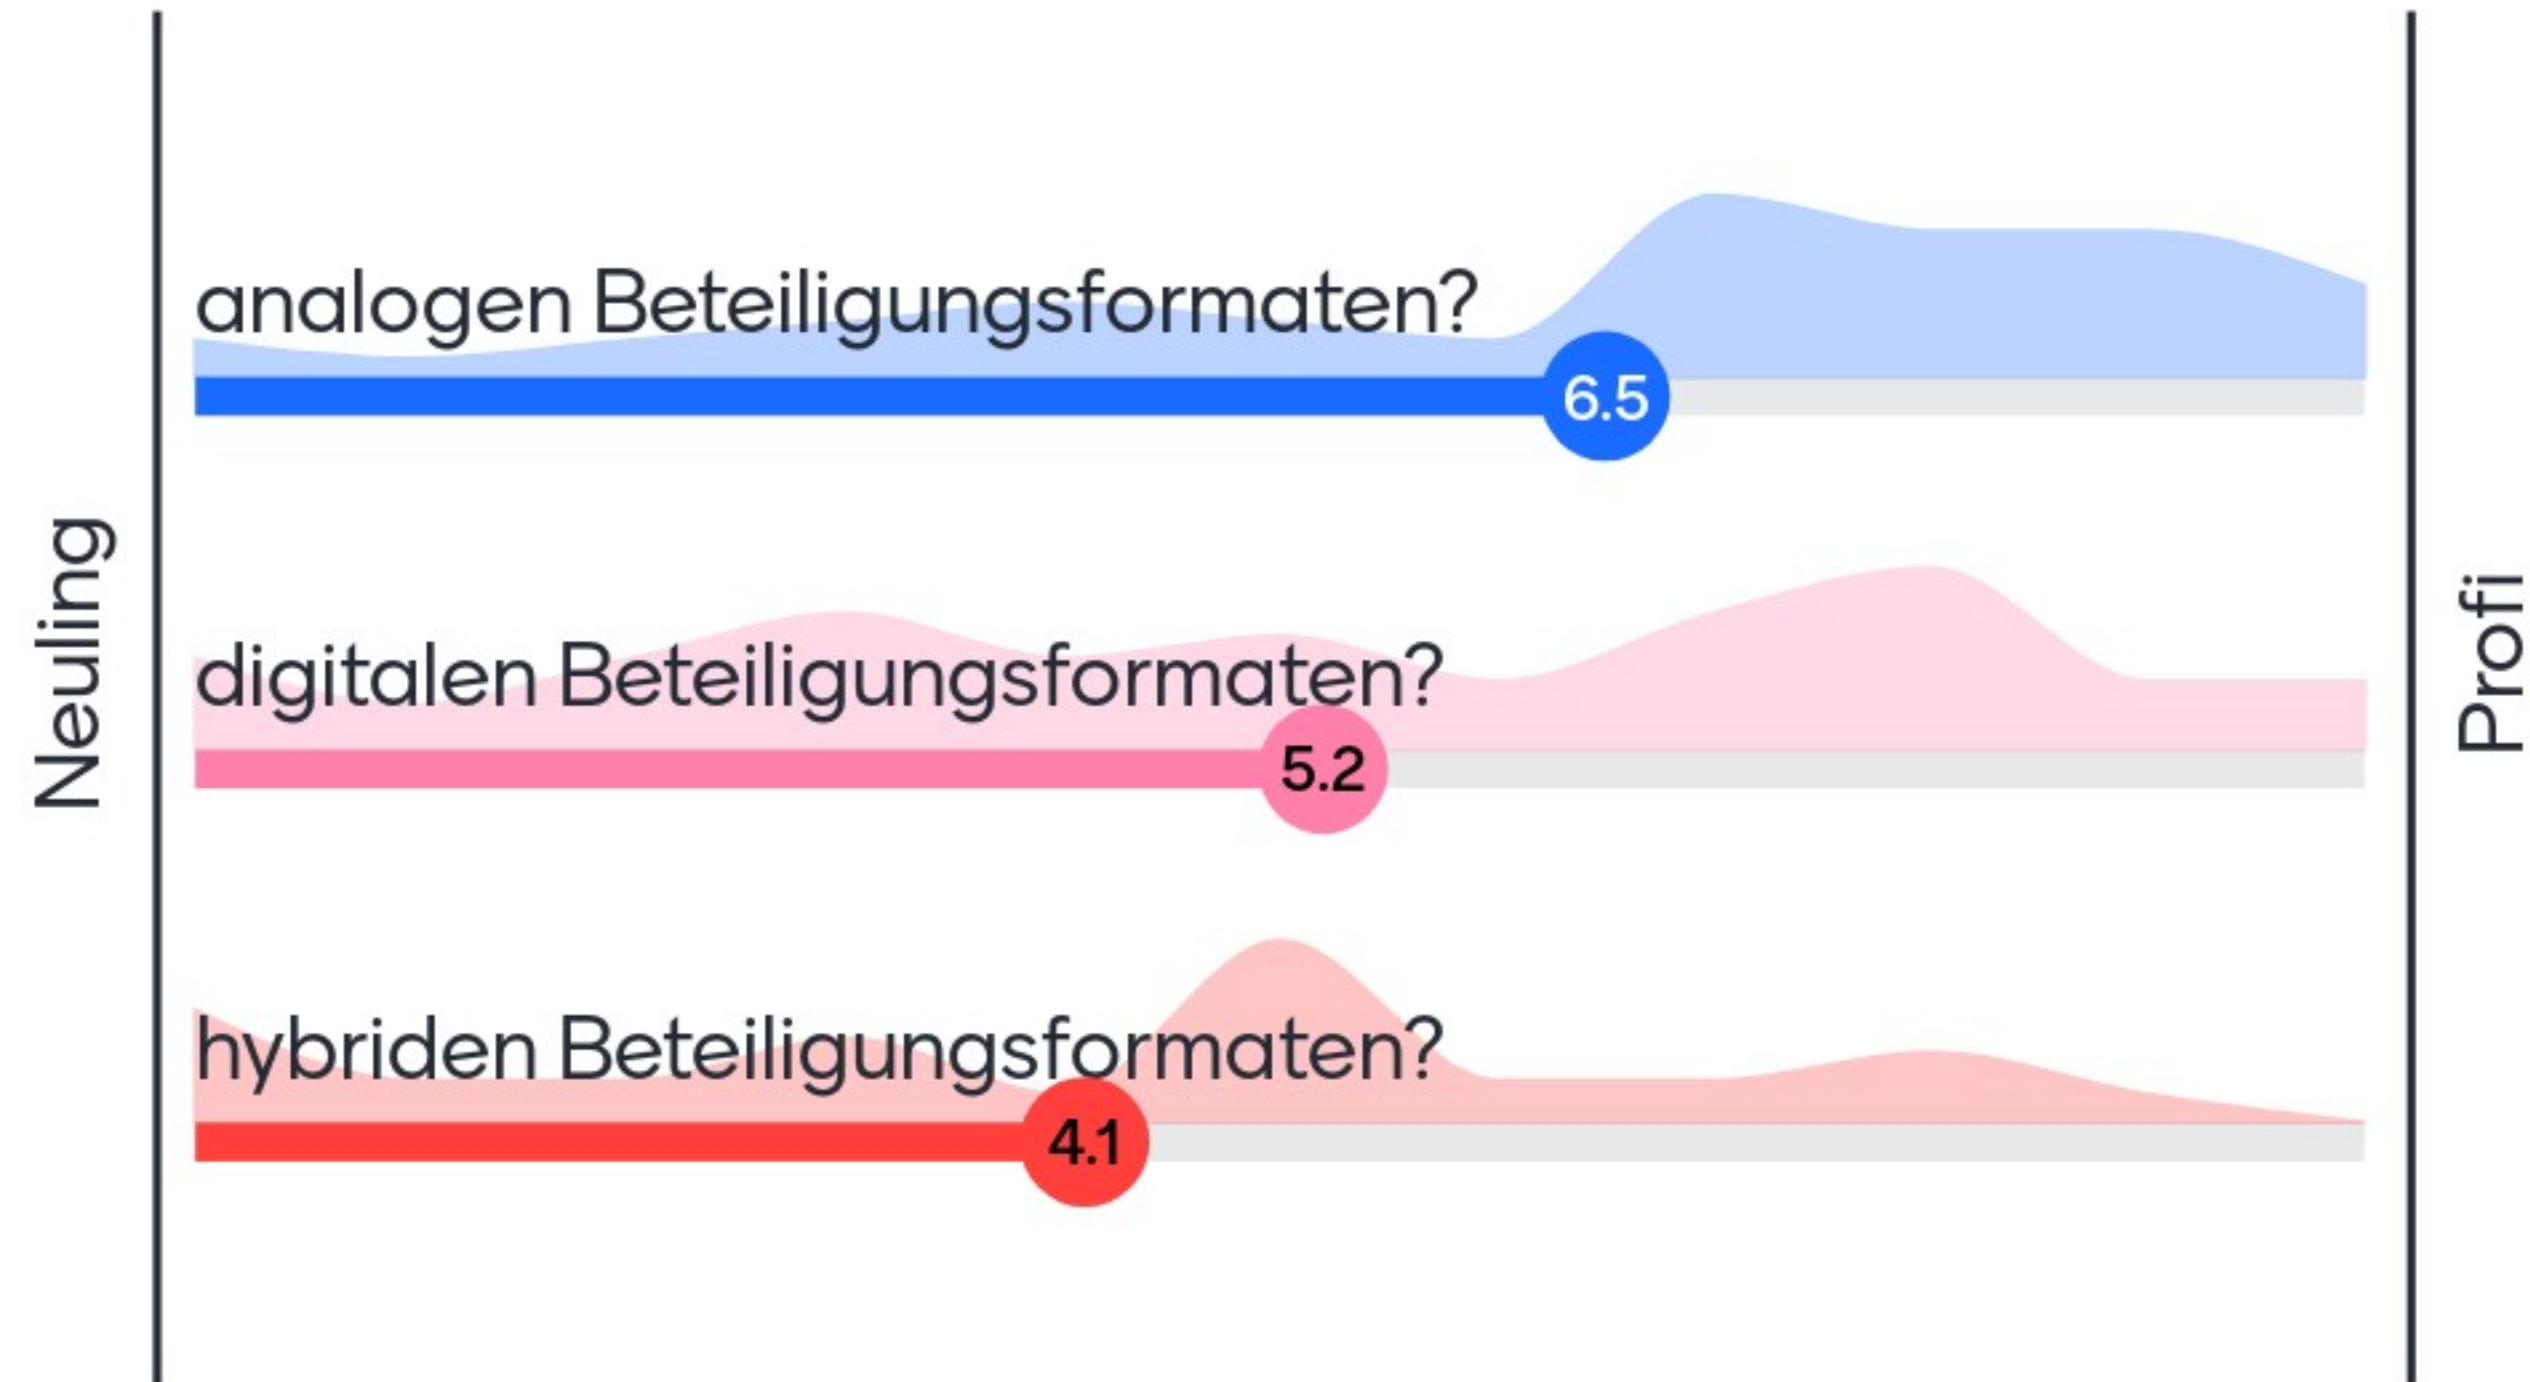 analogen Beteiligungsformaten?
6.5
Neuling
digitalen Beteiligungsformaten?
5.2
Profi
hybriden Beteiligungsformaten?
4.1